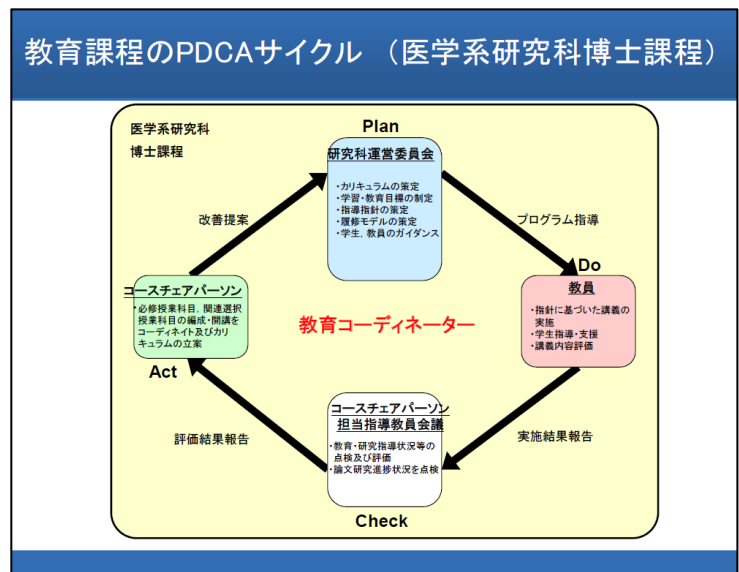 教育課程のPDCAサイクル （医学系研究科博士課程）
医学系研究科
博士課程
Plan
研究科運営委員会
・カリキュラムの策定
・学習・教育目標の制定
・指導指針の策定
・履修モデルの策定
・学生，教員のガイダンス
改善提案
プログラム指導
Do
教員
・指針に基づいた講義の
実施
・学生指導・支援
・講義内容評価
コースチェアパーソン
・必修授業科目，関連選択
授業科目の編成・開講を
コーディネイト及びカリ
キュラムの立案
Act
教育コーディネーター
コースチェアパーソン
担当指導教員会議
・教育・研究指導状況等の
点検及び評価
・論文研究進捗状況を点検
Check
評価結果報告
実施結果報告